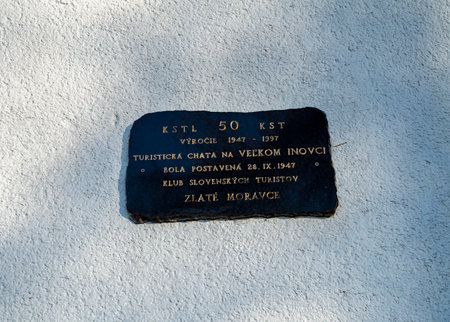 KSTL 50 KST
VÝROČIE 1947 - 1997
TURISTICKÁ CHATA NA VEĽKOM INOVCI
BOLA POSTAVENÁ 28.IX.1947
KLUB SLOVENSKÝCH TURISTOV
ZLATÉ MORAVCE